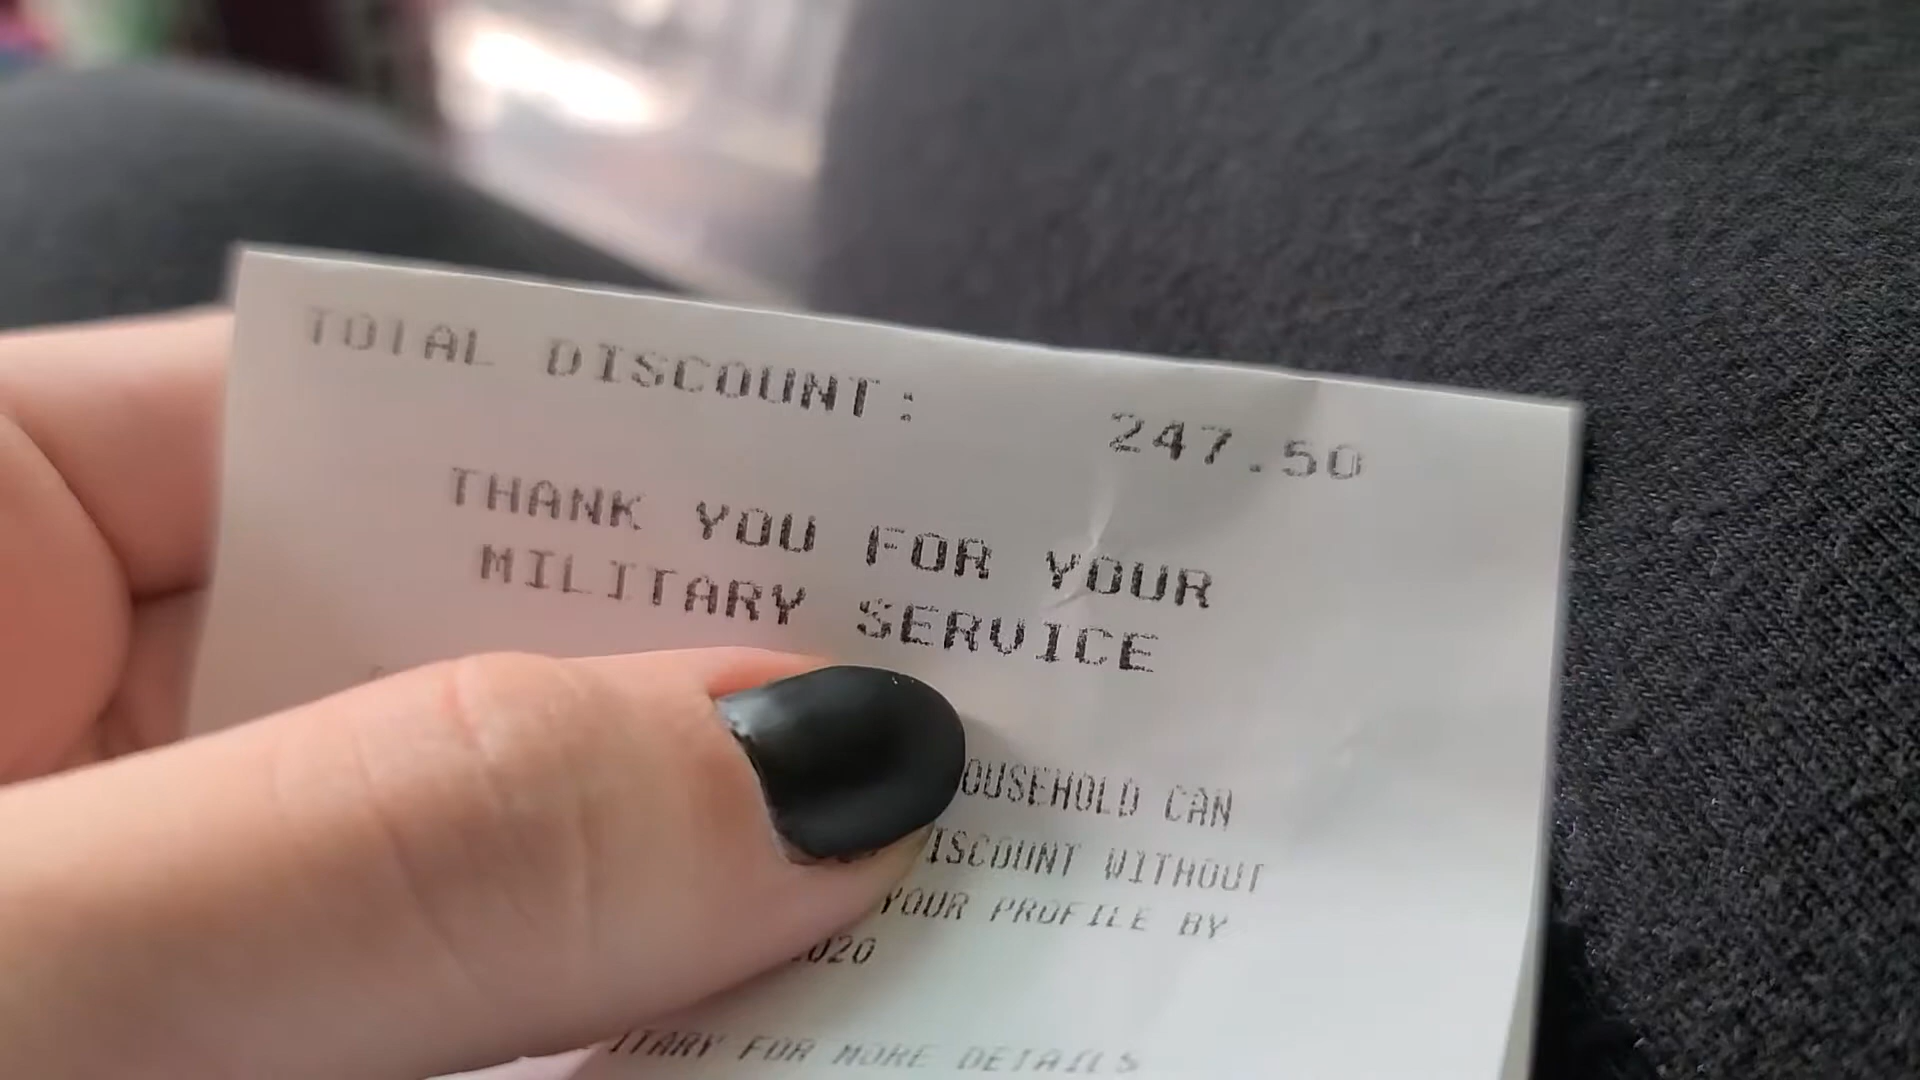 TOTAL DISCOUNT: 247.50
THANK YOU FOR YOUR
MILITARY SERVICE
OUSEHOLD CAN
ISCOUNT WITHOUT
YOUR PROFILE BY
2020
ITARY FOR MORE DETAILS